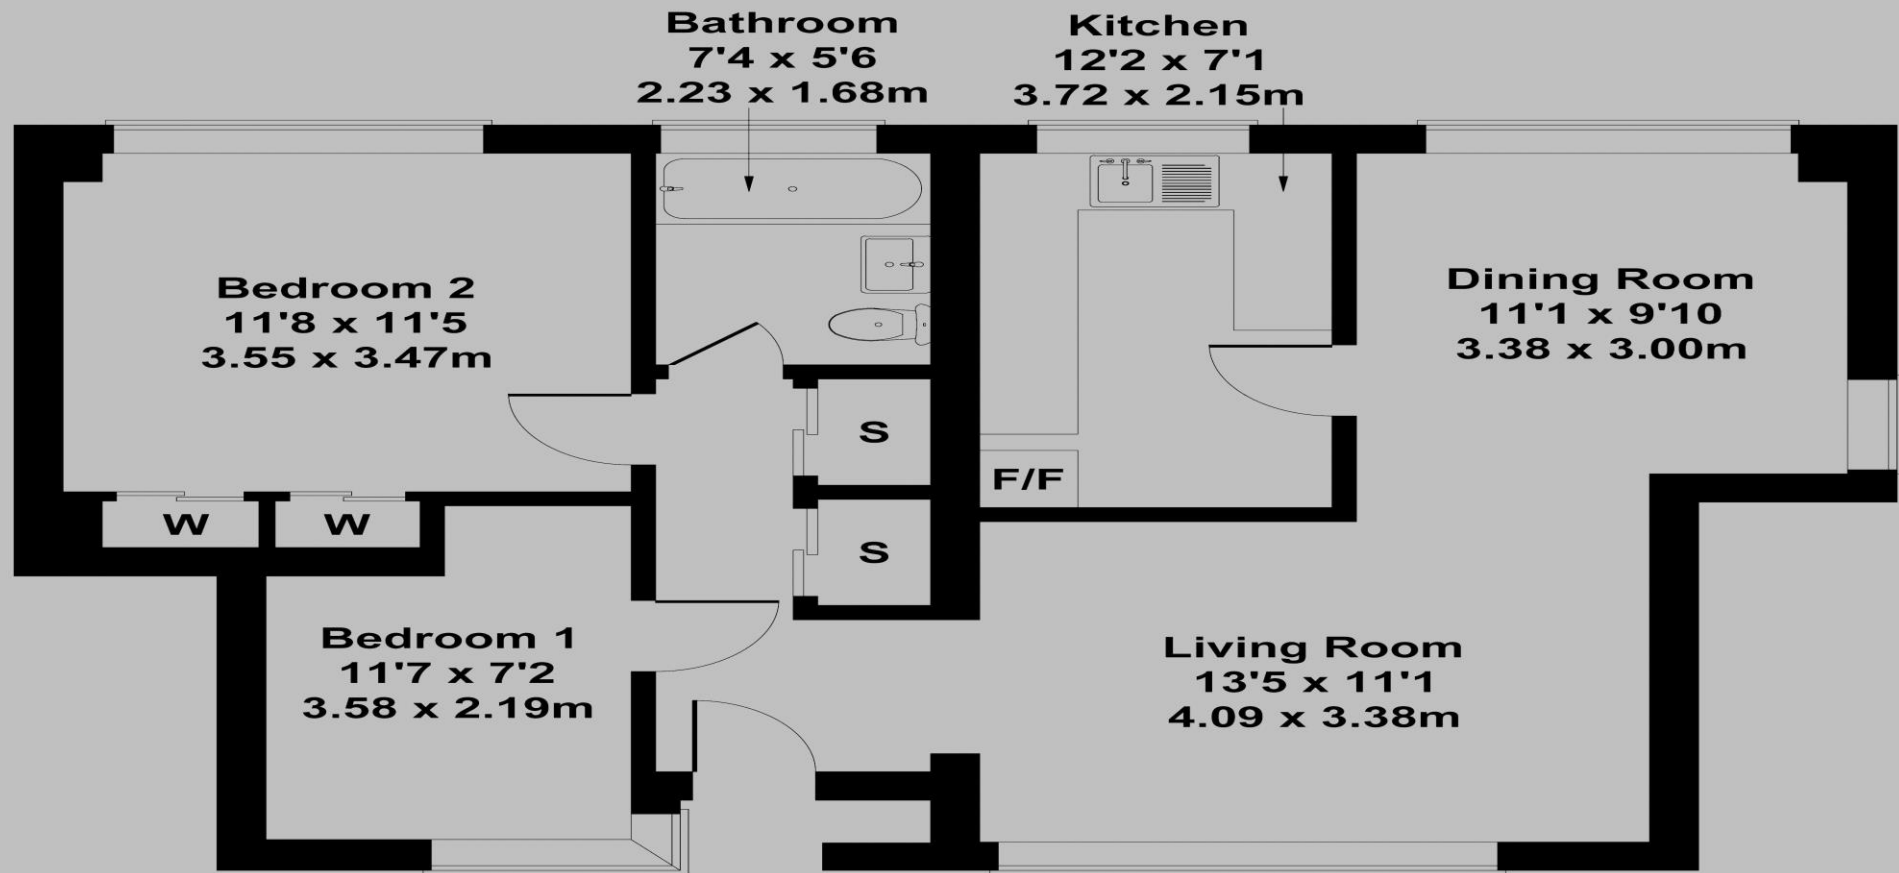 Bathroom
7'4 x 5'6
2.23 x 1.68m
Kitchen
12'2 x 7'1
3.72 x 2.15m
Bedroom 2
11'8 x 11'5
3.55 x 3.47m
Dining Room
11'1 x 9'10
3.38 x 3.00m
S
F/F
W
W
S
Bedroom 1
11'7 x 7'2
3.58 x 2.19m
Living Room
13'5 x 11'1
4.09 x 3.38m